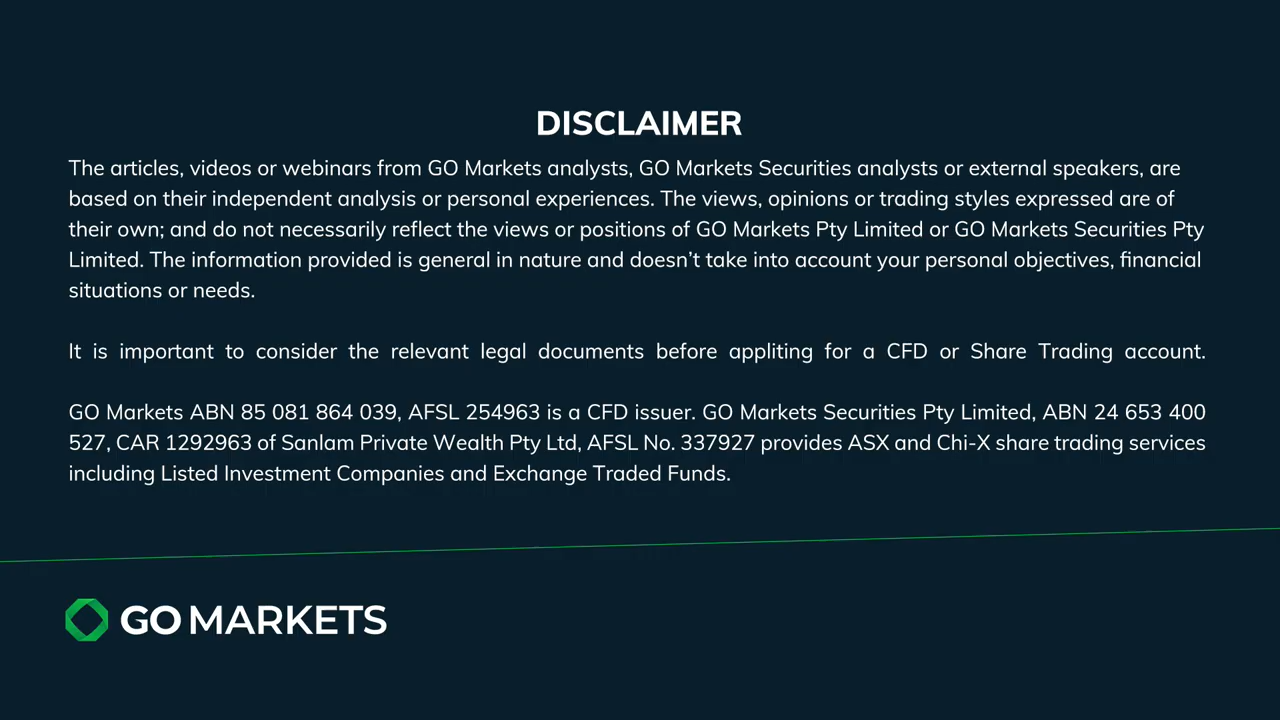 DISCLAIMER
The articles, videos or webinars from GO Markets analysts, GO Markets Securities analysts or external speakers, are
based on their independent analysis or personal experiences. The views, opinions or trading styles expressed are of
their own; and do not necessarily reflect the views or positions of GO Markets Pty Limited or GO Markets Securities Pty
Limited. The information provided is general in nature and doesn’t take into account your personal objectives, financial
situations or needs.
It is important to consider the relevant legal documents before appliting for a CFD or Share Trading account.
GO Markets ABN 85 081 864 039, AFSL 254963 is a CFD issuer. GO Markets Securities Pty Limited, ABN 24 653 400
527, CAR 1292963 of Sanlam Private Wealth Pty Ltd, AFSL No. 337927 provides ASX and Chi-X share trading services
including Listed Investment Companies and Exchange Traded Funds.
GO MARKETS